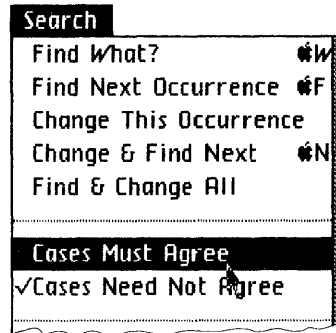 Search
Find What? W
Find Next Occurrence F
Change This Occurrence
Change & Find Next N
Find & Change All
Cases Must Agree
✓Cases Need Not Agree